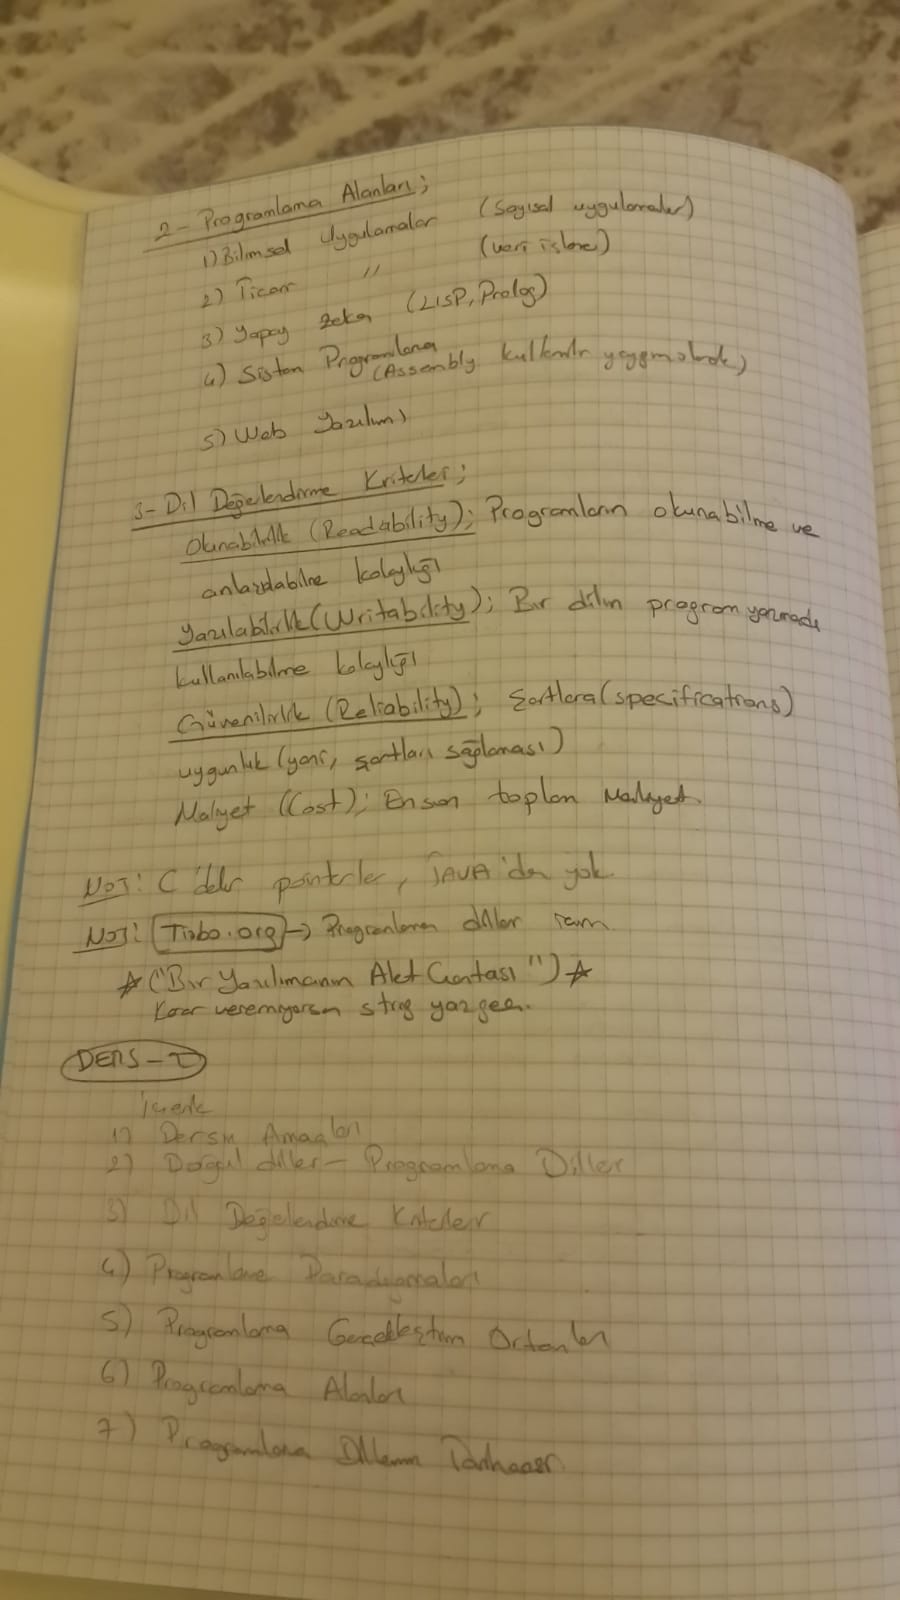 2- Programlama Alanları;
1) Bilimsel Uygulamalar (Sayısal uygulamalar)
2) Ticari " (veri işleme)
3) Yapay Zeka (LISP, Prolog)
4) Sistem Programlama
(Assembly kullanılır yaygın olarak)
5) Web Yazılımı
3- Dil Değerlendirme Kriterleri;
Okunabilirlik (Readability); Programların okunabilme ve
anlaşılabilme kolaylığı
Yazılabilirlik (Writability); Bir dilin program yazmada
kullanılabilme kolaylığı
Güvenilirlik (Reliability); Şartlara (specifications)
uygunluk (yani, şartları sağlaması)
Maliyet (Cost); En son toplam maliyet.
NOT: C'deki pointerler, JAVA'da yok.
NOT: Tiobo.org -> Programlama dilleri
☆ ("Bir Yazılımcının Alet Çantası") ☆
Karar veremiyorsan string yaz geç.
DERS-I
İçerik
1) Dersin Amaçları
2) Doğal diller - Programlama Dilleri
3) Dil Değerlendirme Kriterleri
4) Programlama Paradigmaları
5) Programlama Gerçekleştirim Ortamları
6) Programlama Alanları
7) Programlama Dillerinin Tarihçesi